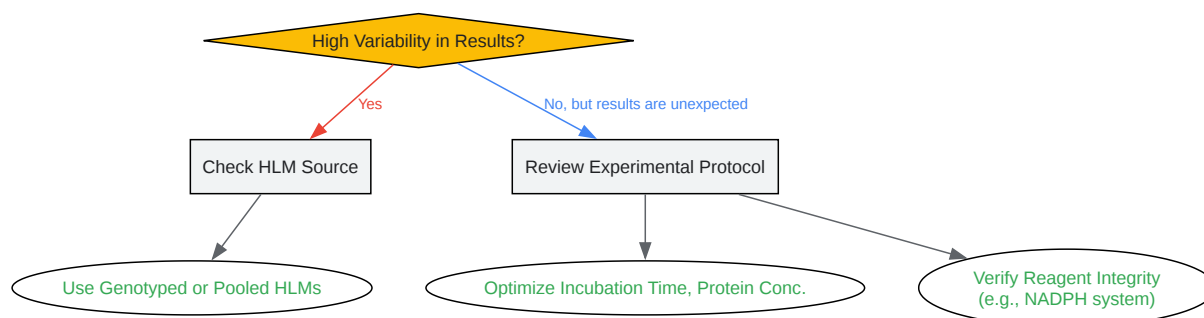 High Variability in Results?
Yes
No, but results are unexpected
Check HLM Source
Review Experimental Protocol
Use Genotyped or Pooled HLMs
Optimize Incubation Time, Protein Conc.
Verify Reagent Integrity
(e.g., NADPH system)